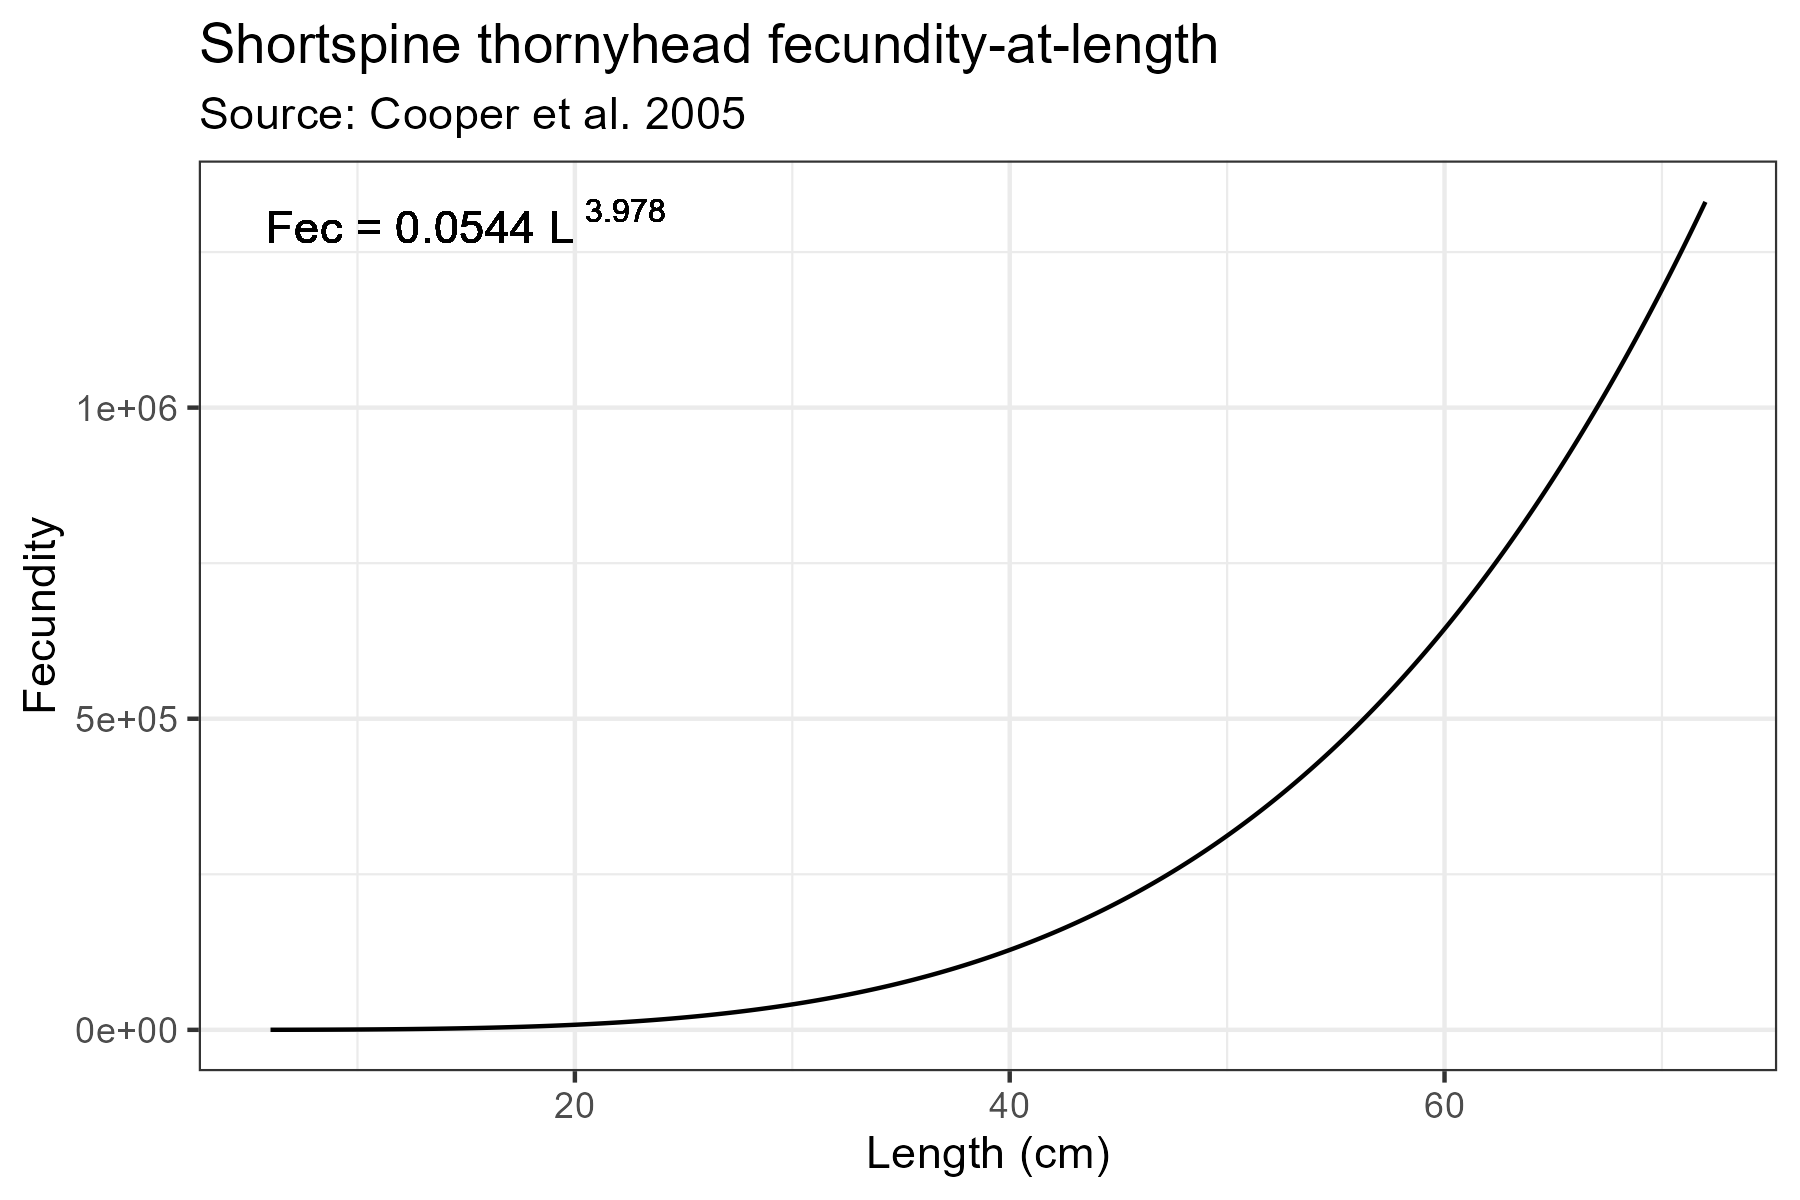 Shortspine thornyhead fecundity-at-length
Source: Cooper et al. 2005
Fec = 0.0544 L 3.978
Fecundity
1e+06
5e+05
0e+00
20 40 60
Length (cm)